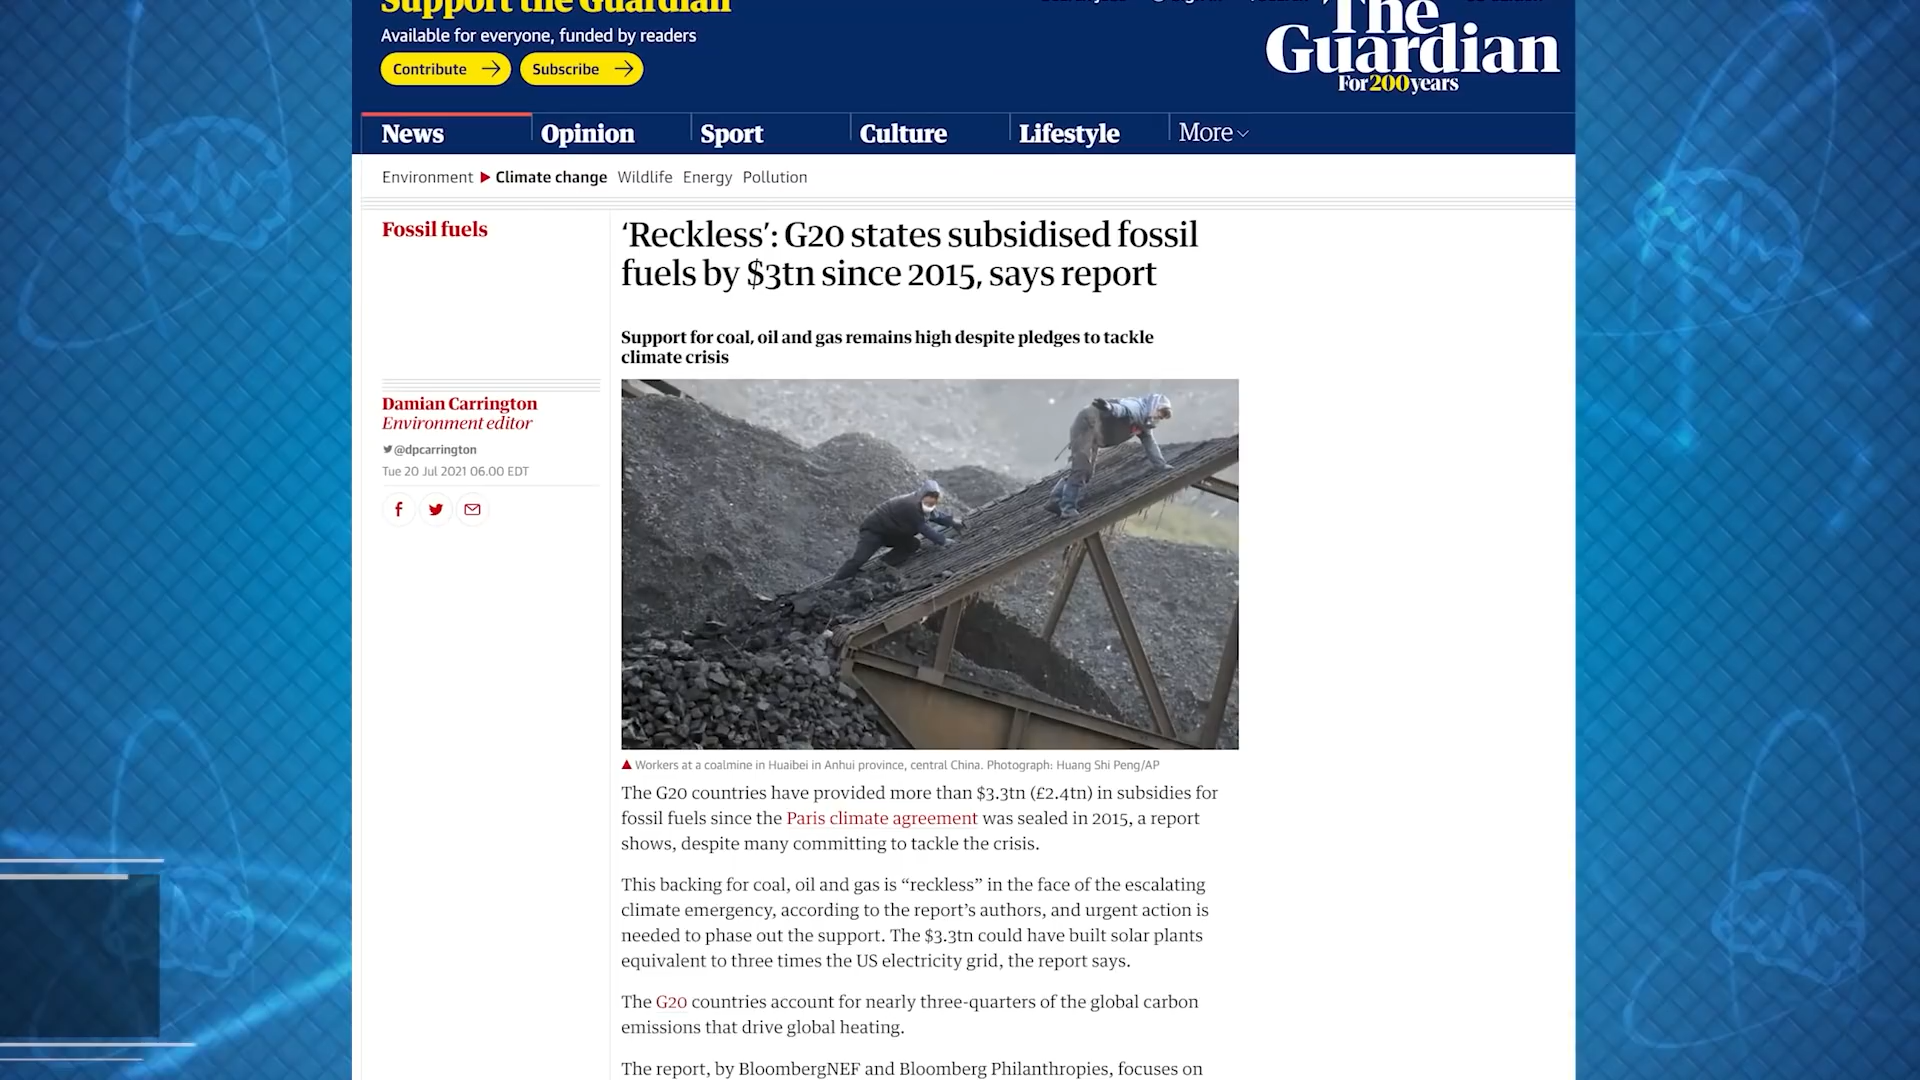 Support the Guardian
Available for everyone, funded by readers
Contribute
Subscribe
The
Guardian
For 200 years
News
Opinion
Sport
Culture
Lifestyle
More
Environment
Climate change
Wildlife
Energy
Pollution
Fossil fuels
‘Reckless’: G20 states subsidised fossil
fuels by $3tn since 2015, says report
Support for coal, oil and gas remains high despite pledges to tackle
climate crisis
Damian Carrington
Environment editor
@dpcarrington
Tue 20 Jul 2021 06.00 EDT
Workers at a coalmine in Huaibei in Anhui province, central China. Photograph: Huang Shi Peng/AP
The G20 countries have provided more than $3.3tn (£2.4tn) in subsidies for
fossil fuels since the Paris climate agreement was sealed in 2015, a report
shows, despite many committing to tackle the crisis.
This backing for coal, oil and gas is “reckless” in the face of the escalating
climate emergency, according to the report’s authors, and urgent action is
needed to phase out the support. The $3.3tn could have built solar plants
equivalent to three times the US electricity grid, the report says.
The G20 countries account for nearly three-quarters of the global carbon
emissions that drive global heating.
The report, by BloombergNEF and Bloomberg Philanthropies, focuses on